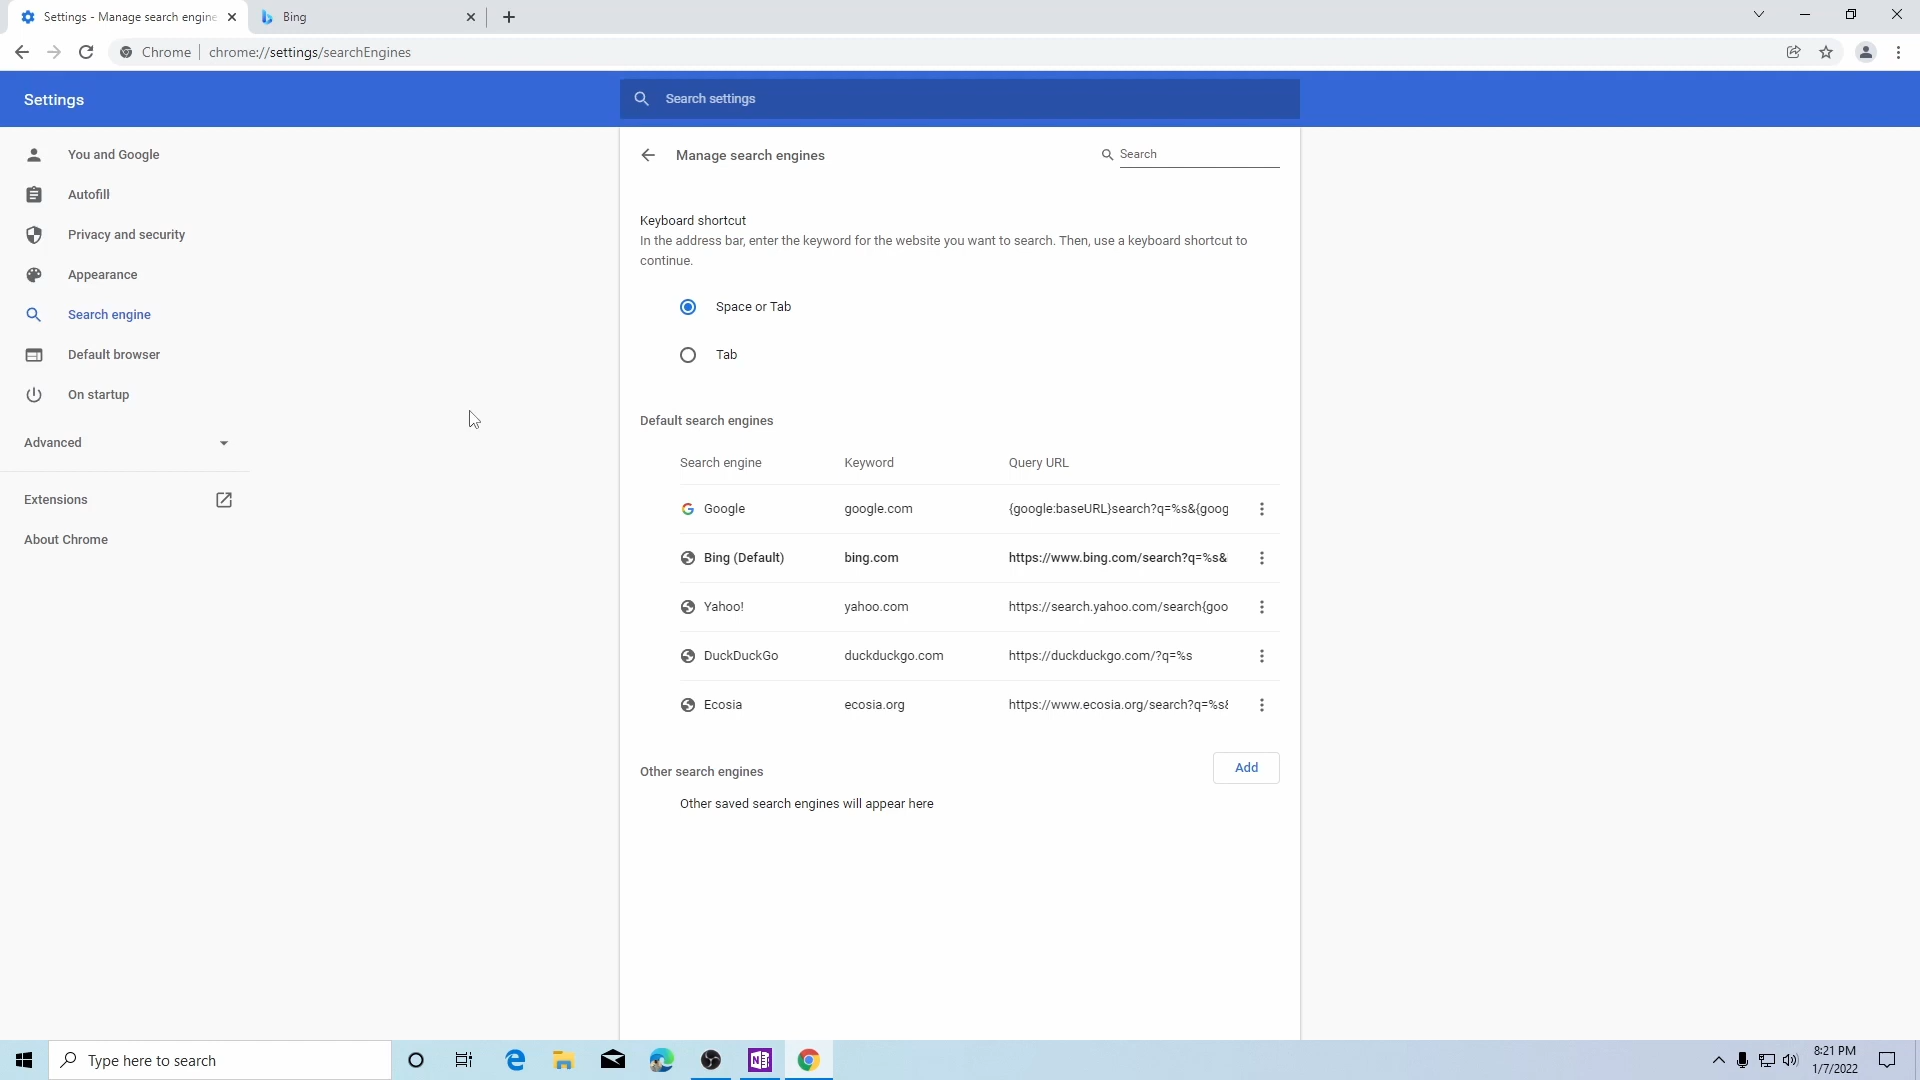 Settings - Manage search engine
Bing
Chrome
chrome://settings/searchEngines
Settings
Search settings
You and Google
Autofill
Privacy and security
Appearance
Search engine
Default browser
On startup
Advanced
Extensions
About Chrome
Manage search engines
Search
Keyboard shortcut
In the address bar, enter the keyword for the website you want to search. Then, use a keyboard shortcut to
continue.
Space or Tab
Tab
Default search engines
Search engine Keyword Query URL
Google google.com {google:baseURL}search?q=%s&{goog
Bing (Default) bing.com https://www.bing.com/search?q=%s&
Yahoo! yahoo.com https://search.yahoo.com/search{goo
DuckDuckGo duckduckgo.com https://duckduckgo.com/?q=%s
Ecosia ecosia.org https://www.ecosia.org/search?q=%s&
Other search engines
Add
Other saved search engines will appear here
Type here to search
N
8:21 PM
1/7/2022